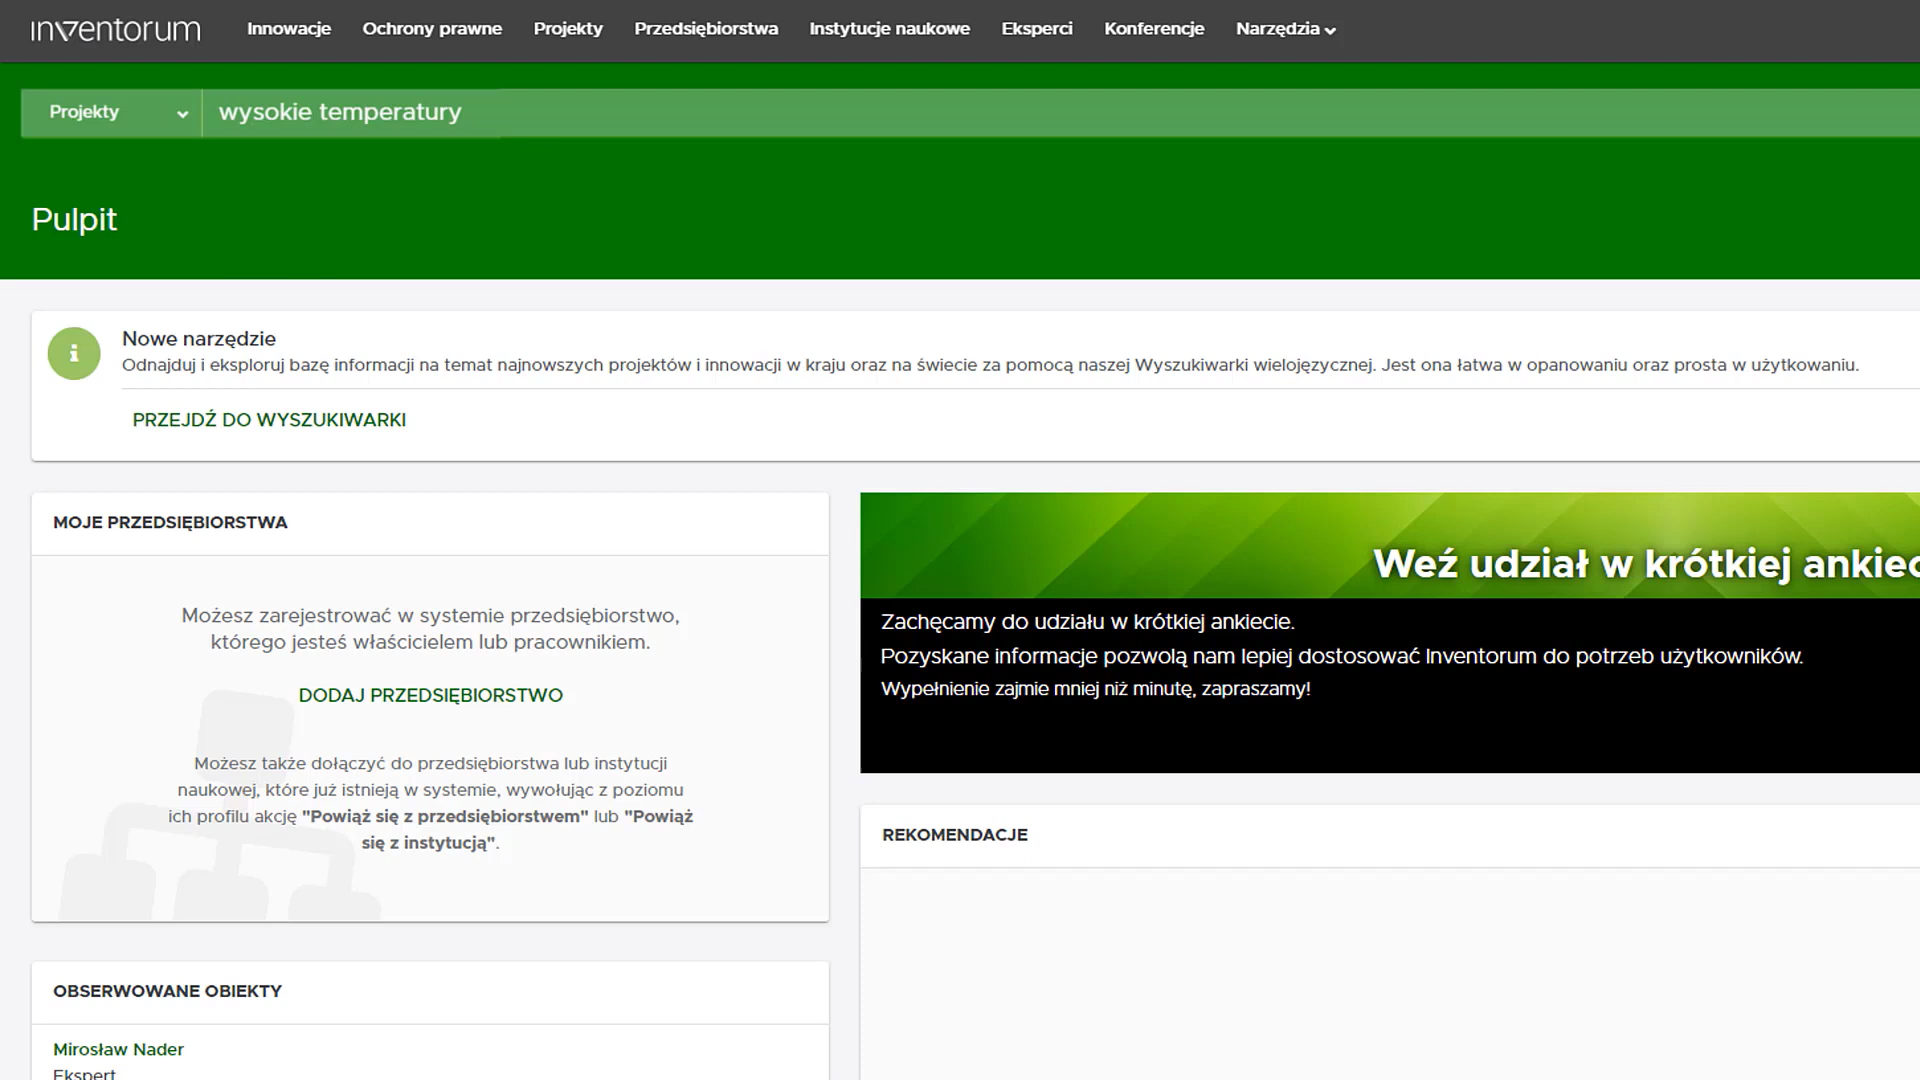 inventorum
Innowacje Ochrony prawne Projekty Przedsiębiorstwa Instytucje naukowe Eksperci Konferencje Narzędzia
Projekty wysokie temperatury
Pulpit
Nowe narzędzie
Odnajduj i eksploruj bazę informacji na temat najnowszych projektów i innowacji w kraju oraz na świecie za pomocą naszej Wyszukiwarki wielojęzycznej. Jest ona łatwa w opanowaniu oraz prosta w użytkowaniu.
PRZEJDŹ DO WYSZUKIWARKI
MOJE PRZEDSIĘBIORSTWA
Możesz zarejestrować w systemie przedsiębiorstwo,
którego jesteś właścicielem lub pracownikiem.
DODAJ PRZEDSIĘBIORSTWO
Możesz także dołączyć do przedsiębiorstwa lub instytucji
naukowej, które już istnieją w systemie, wywołując z poziomu
ich profilu akcję "Powiąż się z przedsiębiorstwem" lub "Powiąż
się z instytucją".
OBSERWOWANE OBIEKTY
Mirosław Nader
Ekspert
Weź udział w krótkiej ankiec
Zachęcamy do udziału w krótkiej ankiecie.
Pozyskane informacje pozwolą nam lepiej dostosować Inventorum do potrzeb użytkowników.
Wypełnienie zajmie mniej niż minutę, zapraszamy!
REKOMENDACJE